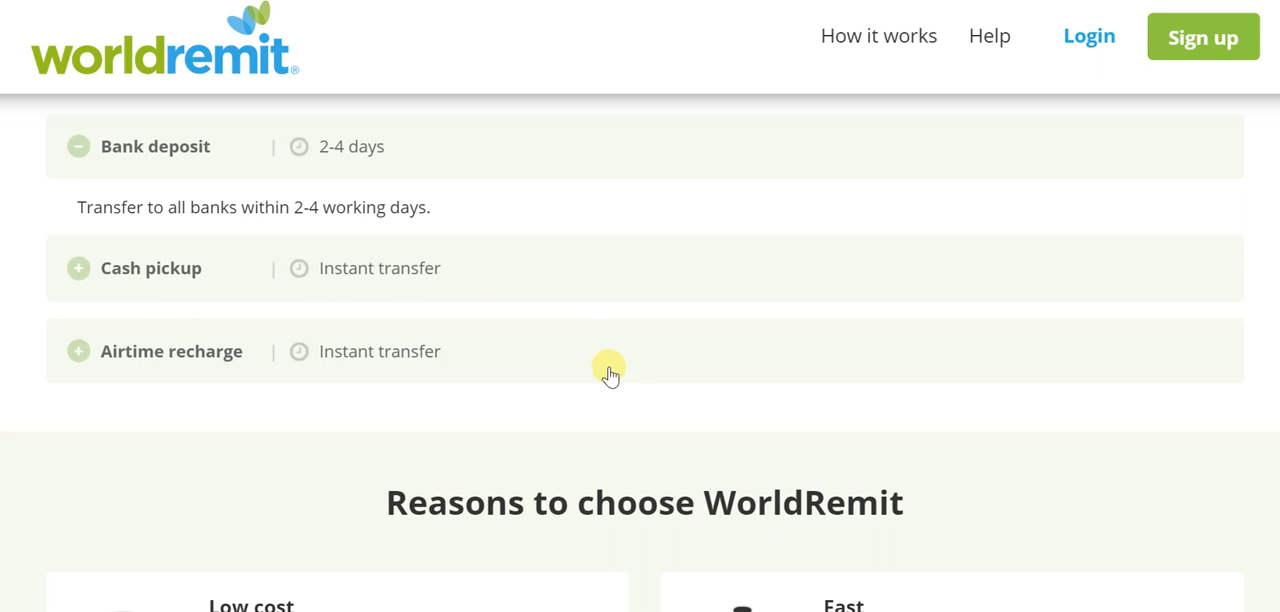 worldremit®
How it works Help Login Sign up
Bank deposit | 2-4 days
Transfer to all banks within 2-4 working days.
Cash pickup | Instant transfer
Airtime recharge | Instant transfer
Reasons to choose WorldRemit
Low cost Fast